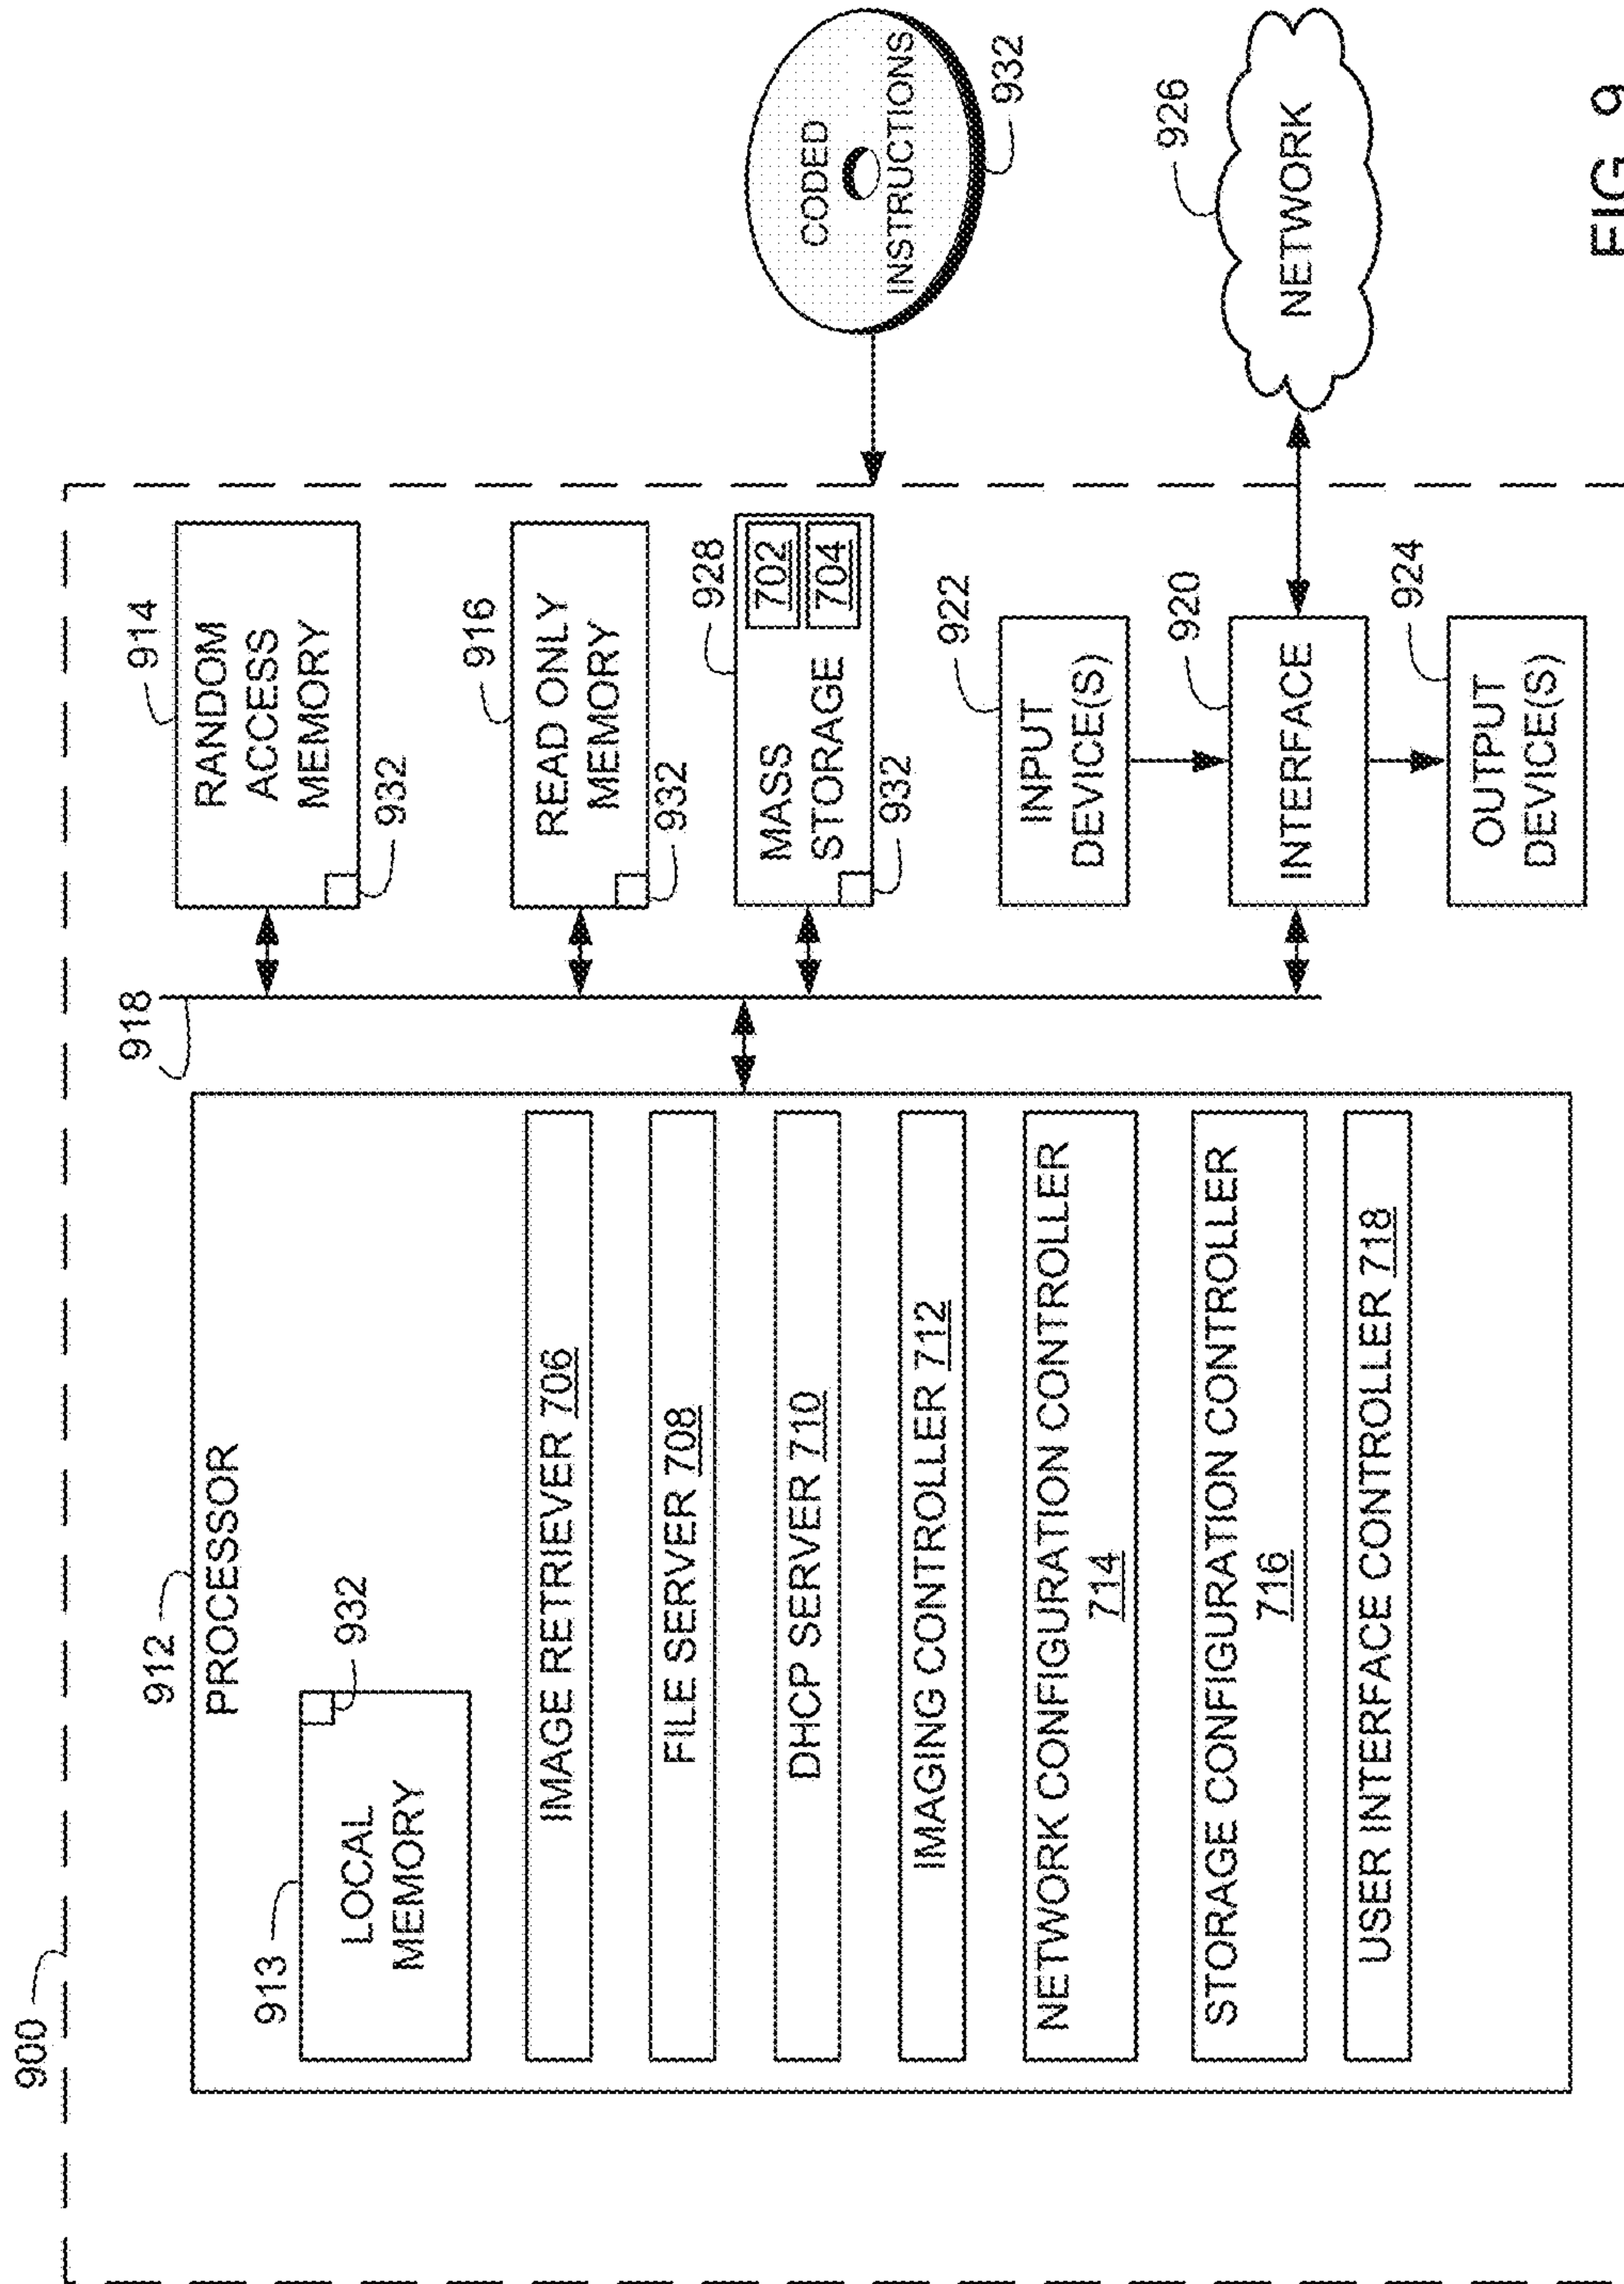 900
912
PROCESSOR
913
LOCAL
MEMORY
932
IMAGE RETRIEVER 706
FILE SERVER 708
DHCP SERVER 710
IMAGING CONTROLLER 712
NETWORK CONFIGURATION CONTROLLER
714
STORAGE CONFIGURATION CONTROLLER
716
USER INTERFACE CONTROLLER 718
918
914
RANDOM
ACCESS
MEMORY
932
916
READ ONLY
MEMORY
932
928
MASS
STORAGE
702
704
932
922
INPUT
DEVICE(S)
920
INTERFACE
924
OUTPUT
DEVICE(S)
CODED
INSTRUCTIONS
932
926
NETWORK
FIG. 9